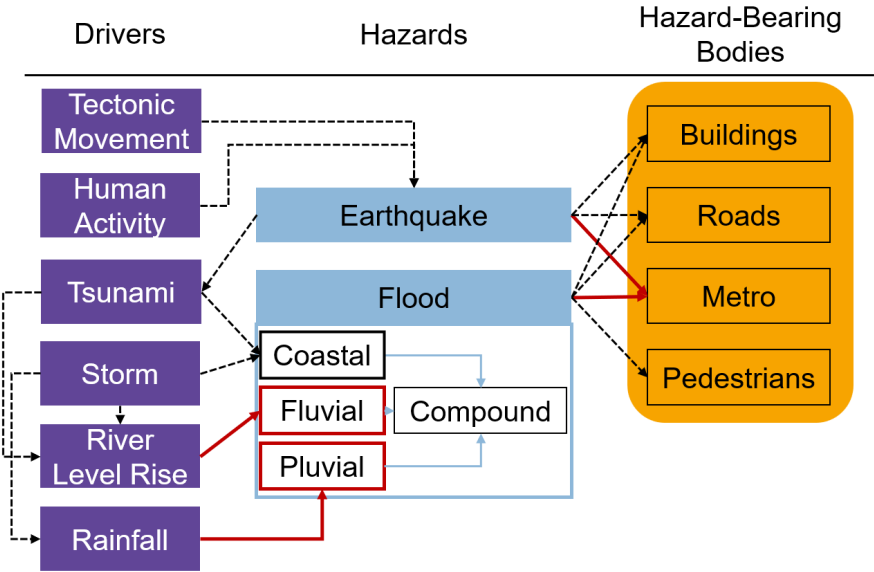 Drivers
Hazards
Hazard-Bearing
Bodies
Tectonic
Movement
Human
Activity
Tsunami
Storm
River
Level Rise
Rainfall
Earthquake
Flood
Coastal
Fluvial
Pluvial
Compound
Buildings
Roads
Metro
Pedestrians